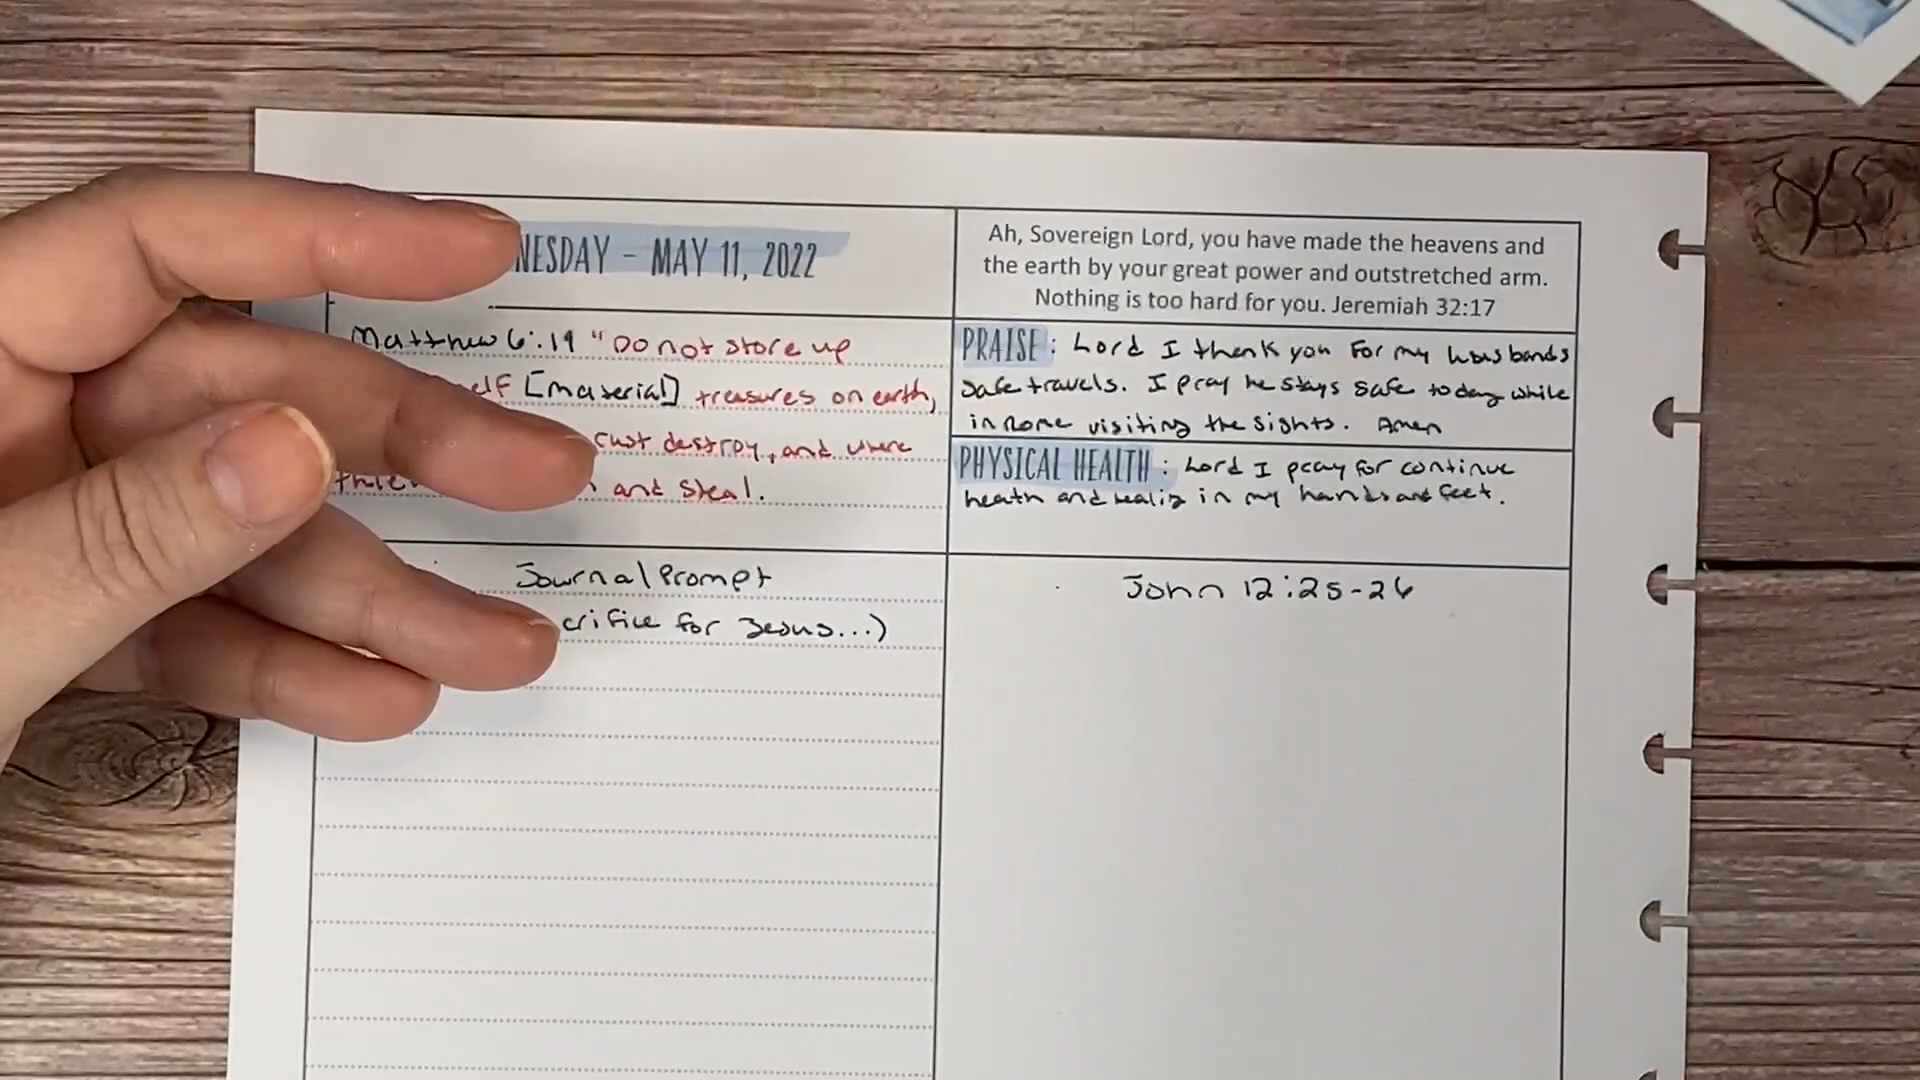 NESDAY - MAY 11, 2022
Matthew 6:19 "Do not store up
elf [material] treasures on earth,
rust destroy, and where
thie and steal.
Journal Prompt
crifice for Jesus...)
Ah, Sovereign Lord, you have made the heavens and
the earth by your great power and outstretched arm.
Nothing is too hard for you. Jeremiah 32:17
PRAISE: Lord I thank you for my husbands
safe travels. I pray he stays safe today while
in Rome visiting the sights. Amen
PHYSICAL HEALTH: Lord I pray for continue
heath and in my hands and feet.
John 12:25-26